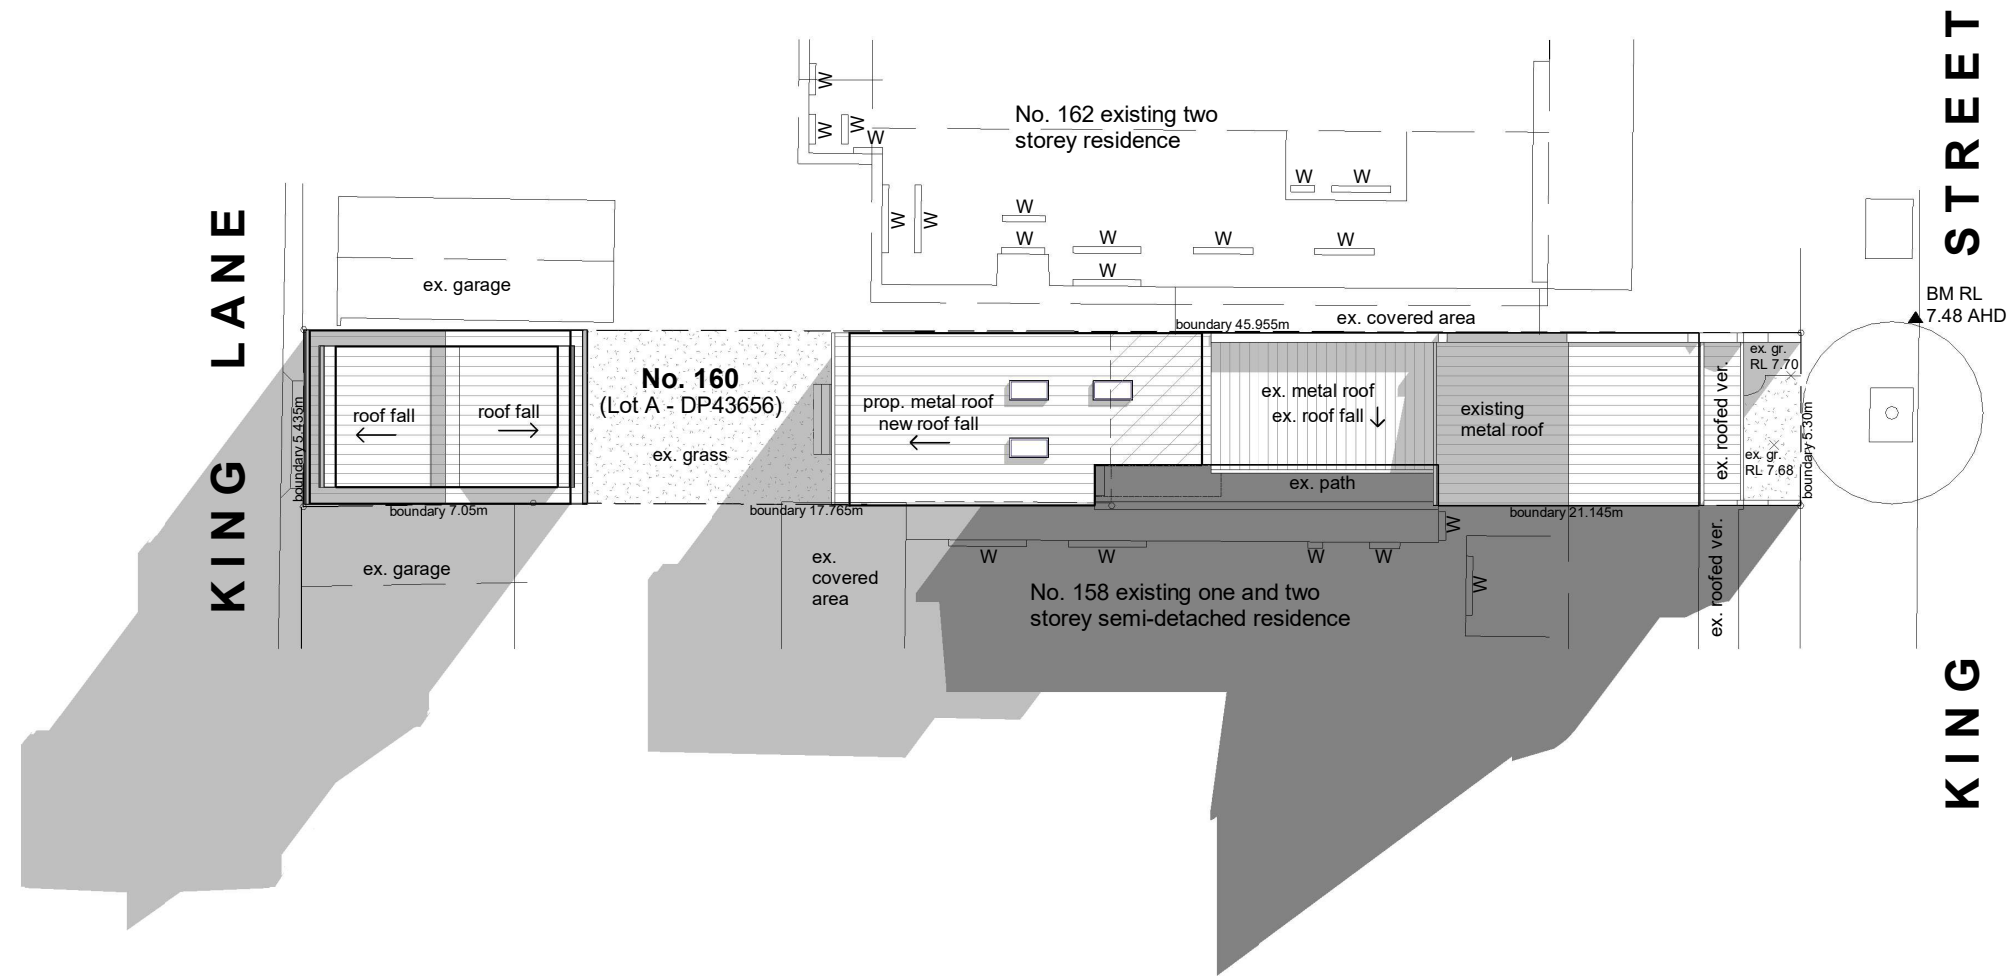 KING LANE
KING STREET
W
W
W
W
No. 162 existing two
storey residence
W
W
W
W
W
W
W
W
W
W
ex. garage
BM RL
7.48 AHD
boundary 45.955m
ex. covered area
ex. gr.
RL 7.70
No. 160
(Lot A - DP43656)
ex. grass
roof fall
roof fall
boundary 5.435m
prop. metal roof
new roof fall
ex. metal roof
ex. roof fall
existing
metal roof
ex. roofed ver.
ex. gr.
RL 7.68
boundary 5.30m
ex. path
boundary 7.05m
boundary 17.765m
boundary 21.145m
ex. garage
ex.
covered
area
W
W
W
W
W
W
No. 158 existing one and two
storey semi-detached residence
ex. roofed ver.